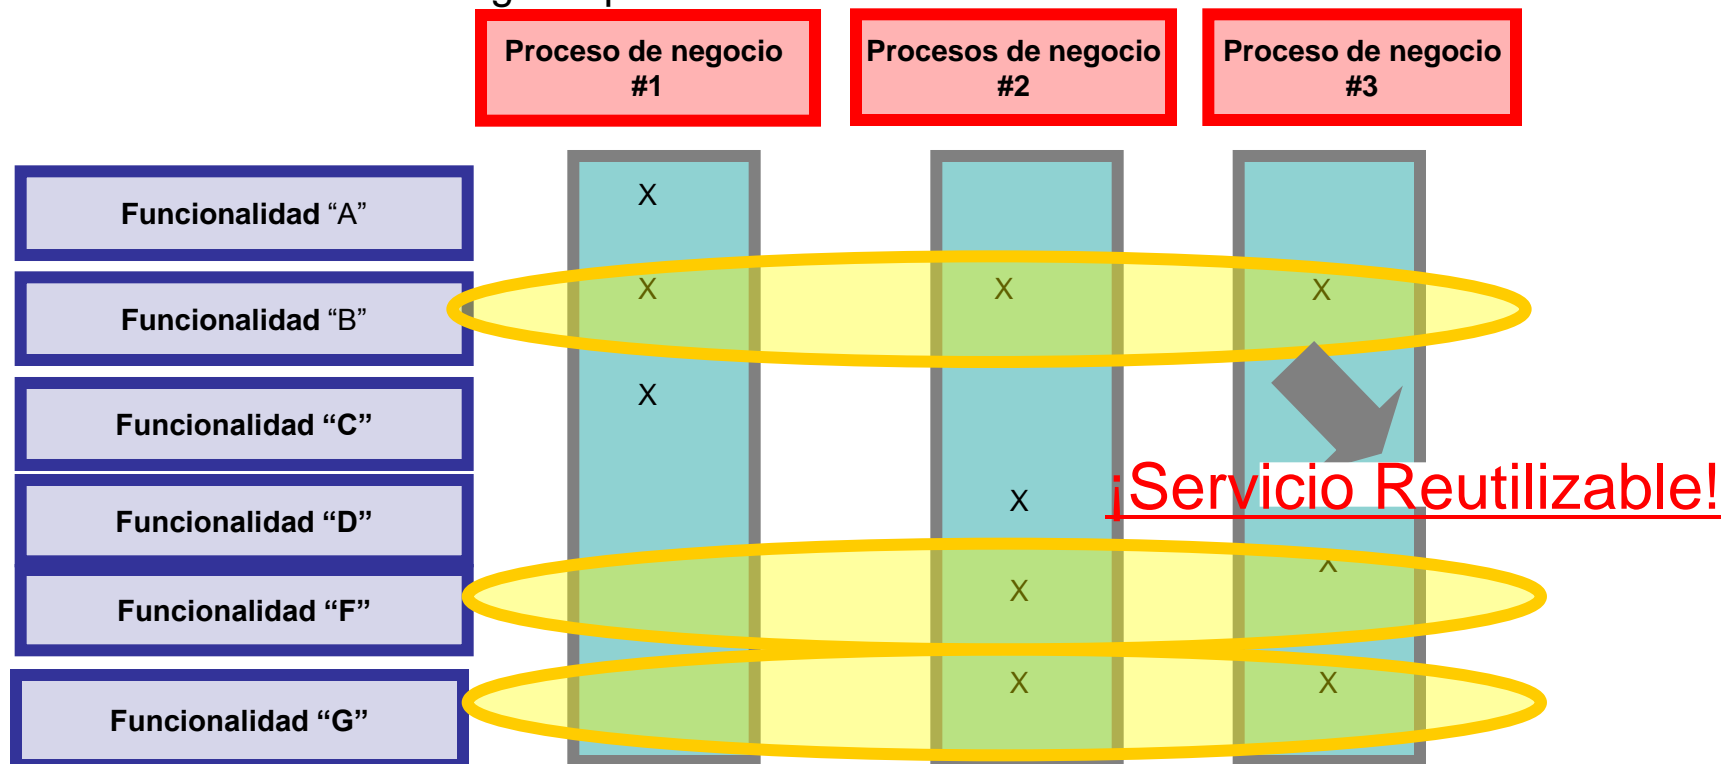 Proceso de negocio
#1
Procesos de negocio
#2
Proceso de negocio
#3
Funcionalidad “A”
X
Funcionalidad “B”
X X X
Funcionalidad “C”
X
Funcionalidad “D”
X
¡Servicio Reutilizable!
Funcionalidad “F”
X X
Funcionalidad “G”
X X